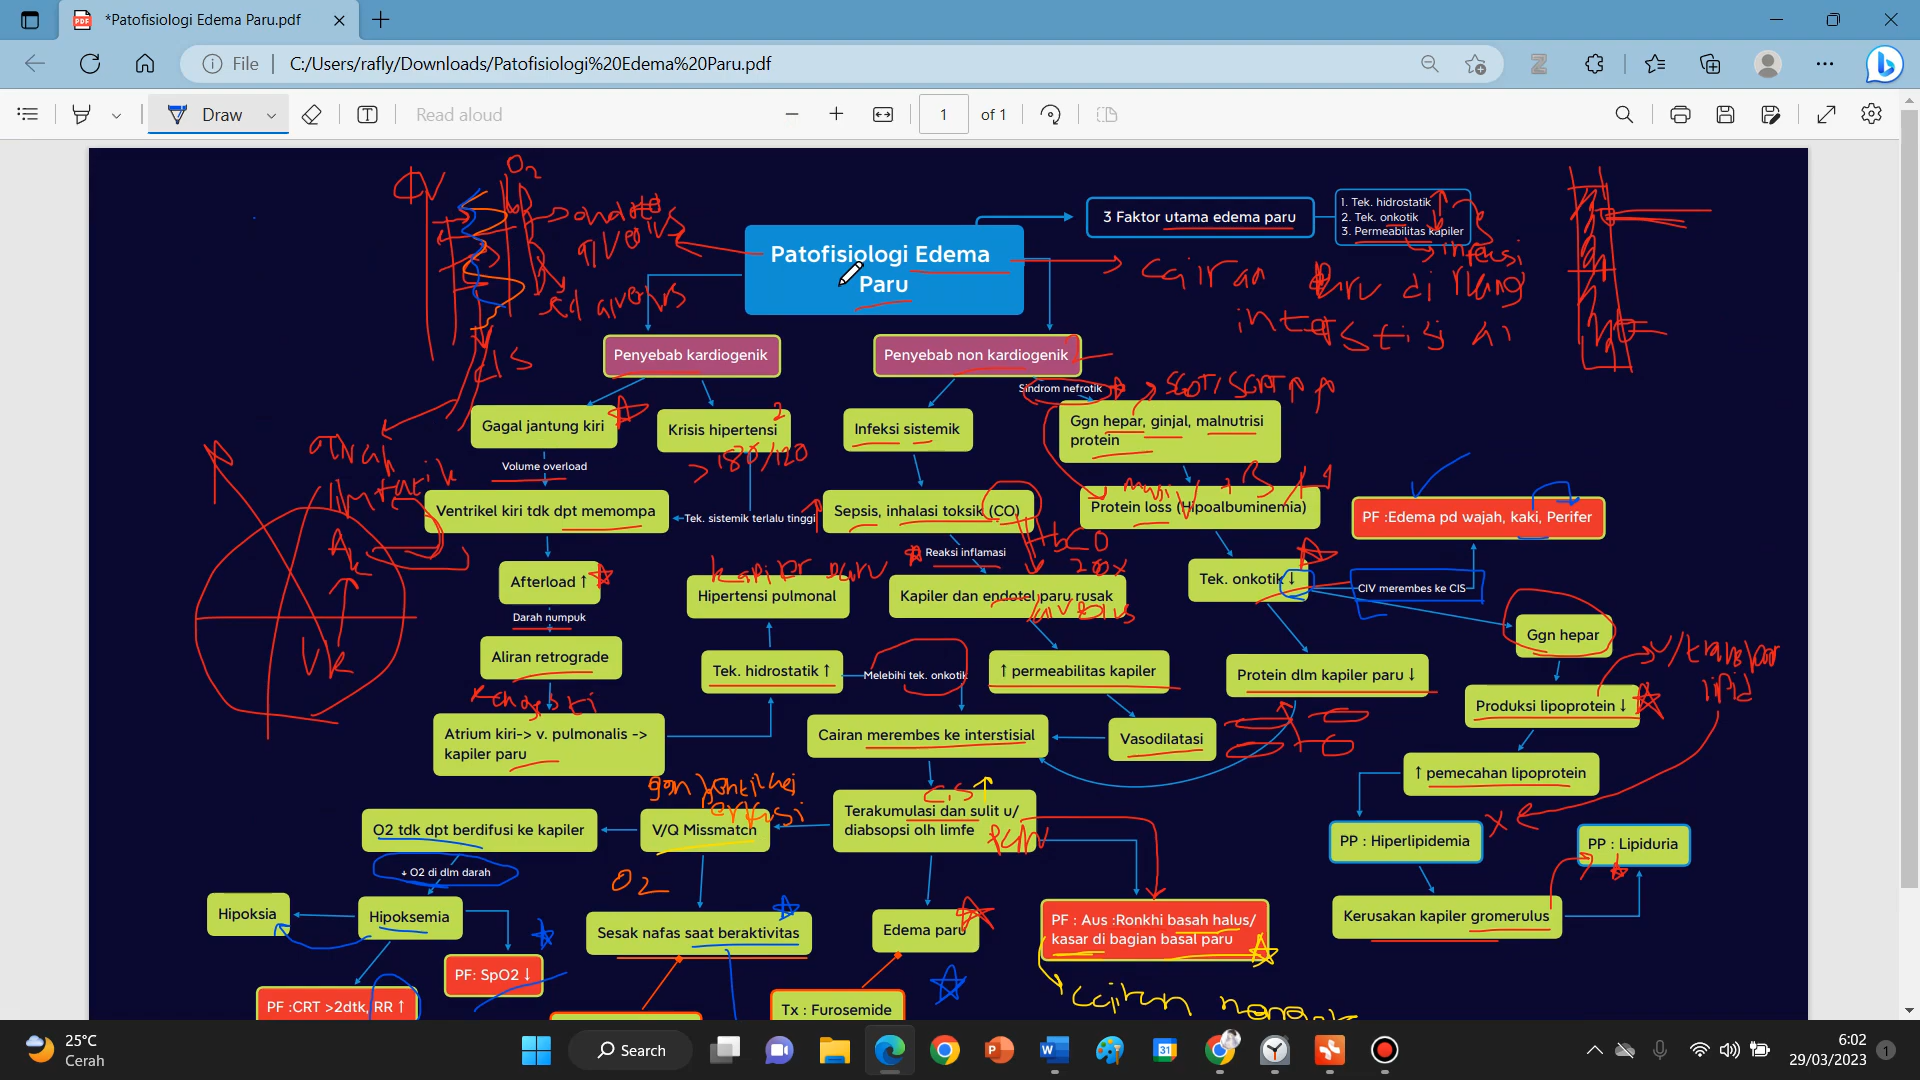 *Patofisiologi Edema Paru.pdf
File
C:/Users/rafly/Downloads/Patofisiologi%20Edema%20Paru.pdf
Draw
Read aloud
1
of 1
O2
3 Faktor utama edema paru
1. Tek. hidrostatik
2. Tek. onkotik
3. Permeabilitas kapiler
Patofisiologi Edema
Paru
cairan Paru di ruang
interstisial
Penyebab kardiogenik
Penyebab non kardiogenik
Sindrom nefrotik
SGOT/SGPT
Gagal jantung kiri
Krisis hipertensi
2
Infeksi sistemik
Ggn hepar, ginjal, malnutrisi
protein
> 180/120
Volume overload
Ventrikel kiri tdk dpt memompa
Tek. sistemik terlalu tinggi
Sepsis, inhalasi toksik (CO)
Protein loss (Hipoalbuminemia)
PF :Edema pd wajah, kaki, Perifer
Reaksi inflamasi
HbCO
200x
kapiler paru
Afterload ↑
Hipertensi pulmonal
Kapiler dan endotel paru rusak
Tek. onkotik ↓
CIV merembes ke CIS
Darah numpuk
Aliran retrograde
Tek. hidrostatik ↑
Melebihi tek. onkotik
↑ permeabilitas kapiler
Protein dlm kapiler paru ↓
Ggn hepar
Produksi lipoprotein ↓
u/transpor
lipid
Atrium kiri-> v. pulmonalis ->
kapiler paru
Cairan merembes ke interstisial
Vasodilatasi
↑ pemecahan lipoprotein
CIS
O2 tdk dpt berdifusi ke kapiler
V/Q Missmatch
Terakumulasi dan sulit u/
diabsopsi olh limfe
PP : Hiperlipidemia
PP : Lipiduria
↓ O2 di dlm darah
O2
Hipoksia
Hipoksemia
Sesak nafas saat beraktivitas
Edema paru
PF : Aus :Ronkhi basah halus/
kasar di bagian basal paru
Kerusakan kapiler gromerulus
PF: SpO2 ↓
PF :CRT >2dtk, RR ↑
Tx : Furosemide
cairan
25°C
Cerah
Search
6:02
29/03/2023
1